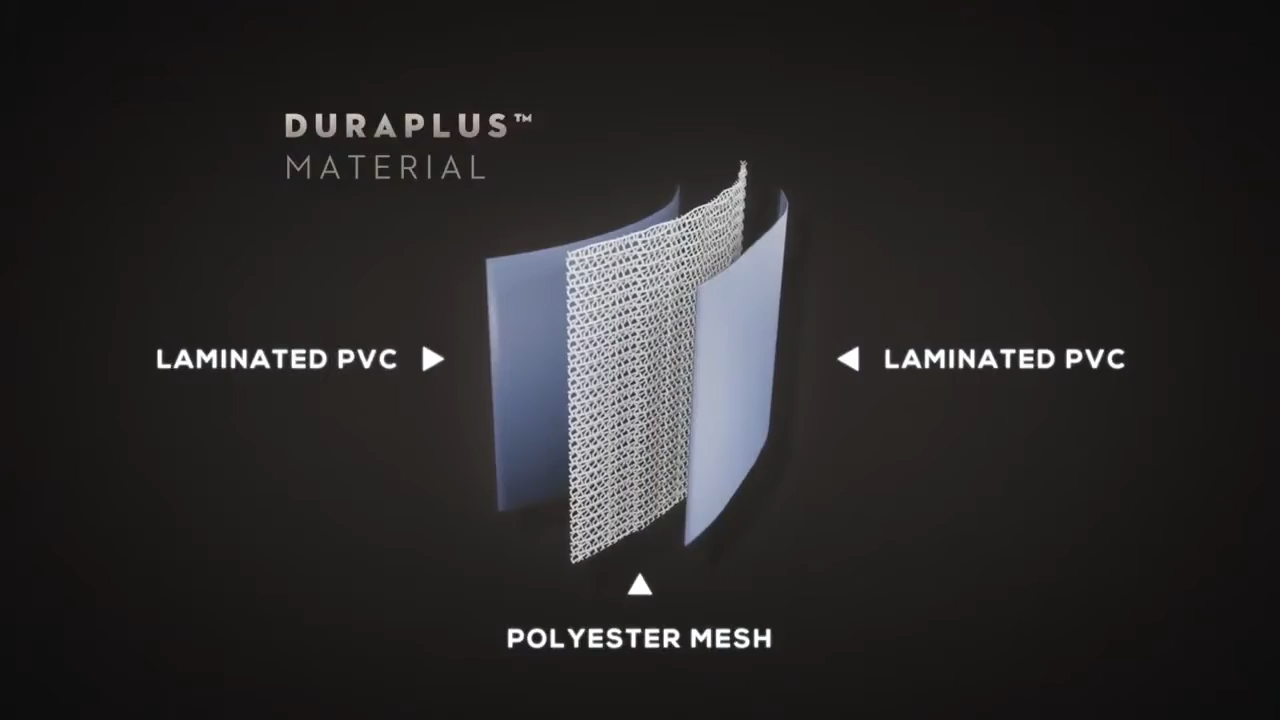 DURAPLUS™
MATERIAL
LAMINATED PVC
LAMINATED PVC
POLYESTER MESH